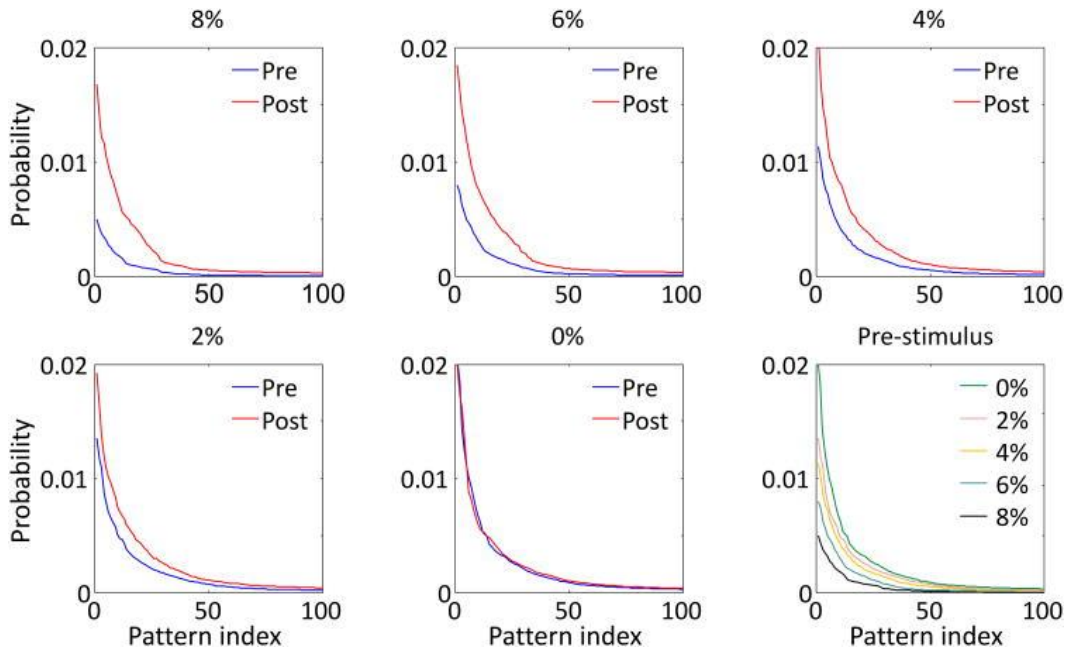 8% 6% 4%
0.02 0.02 0.02
Pre Pre Pre
Post Post Post
Probability 0.01 0.01 0.01
0 0 0
0 50 100 0 50 100 0 50 100
2% 0% Pre-stimulus
0.02 0.02 0.02
Pre Pre 0%
Post Post 2%
Probability 0.01 0.01 4%
0.01 6%
8%
0 0 0
0 50 100 0 50 100 0 50 100
Pattern index Pattern index Pattern index